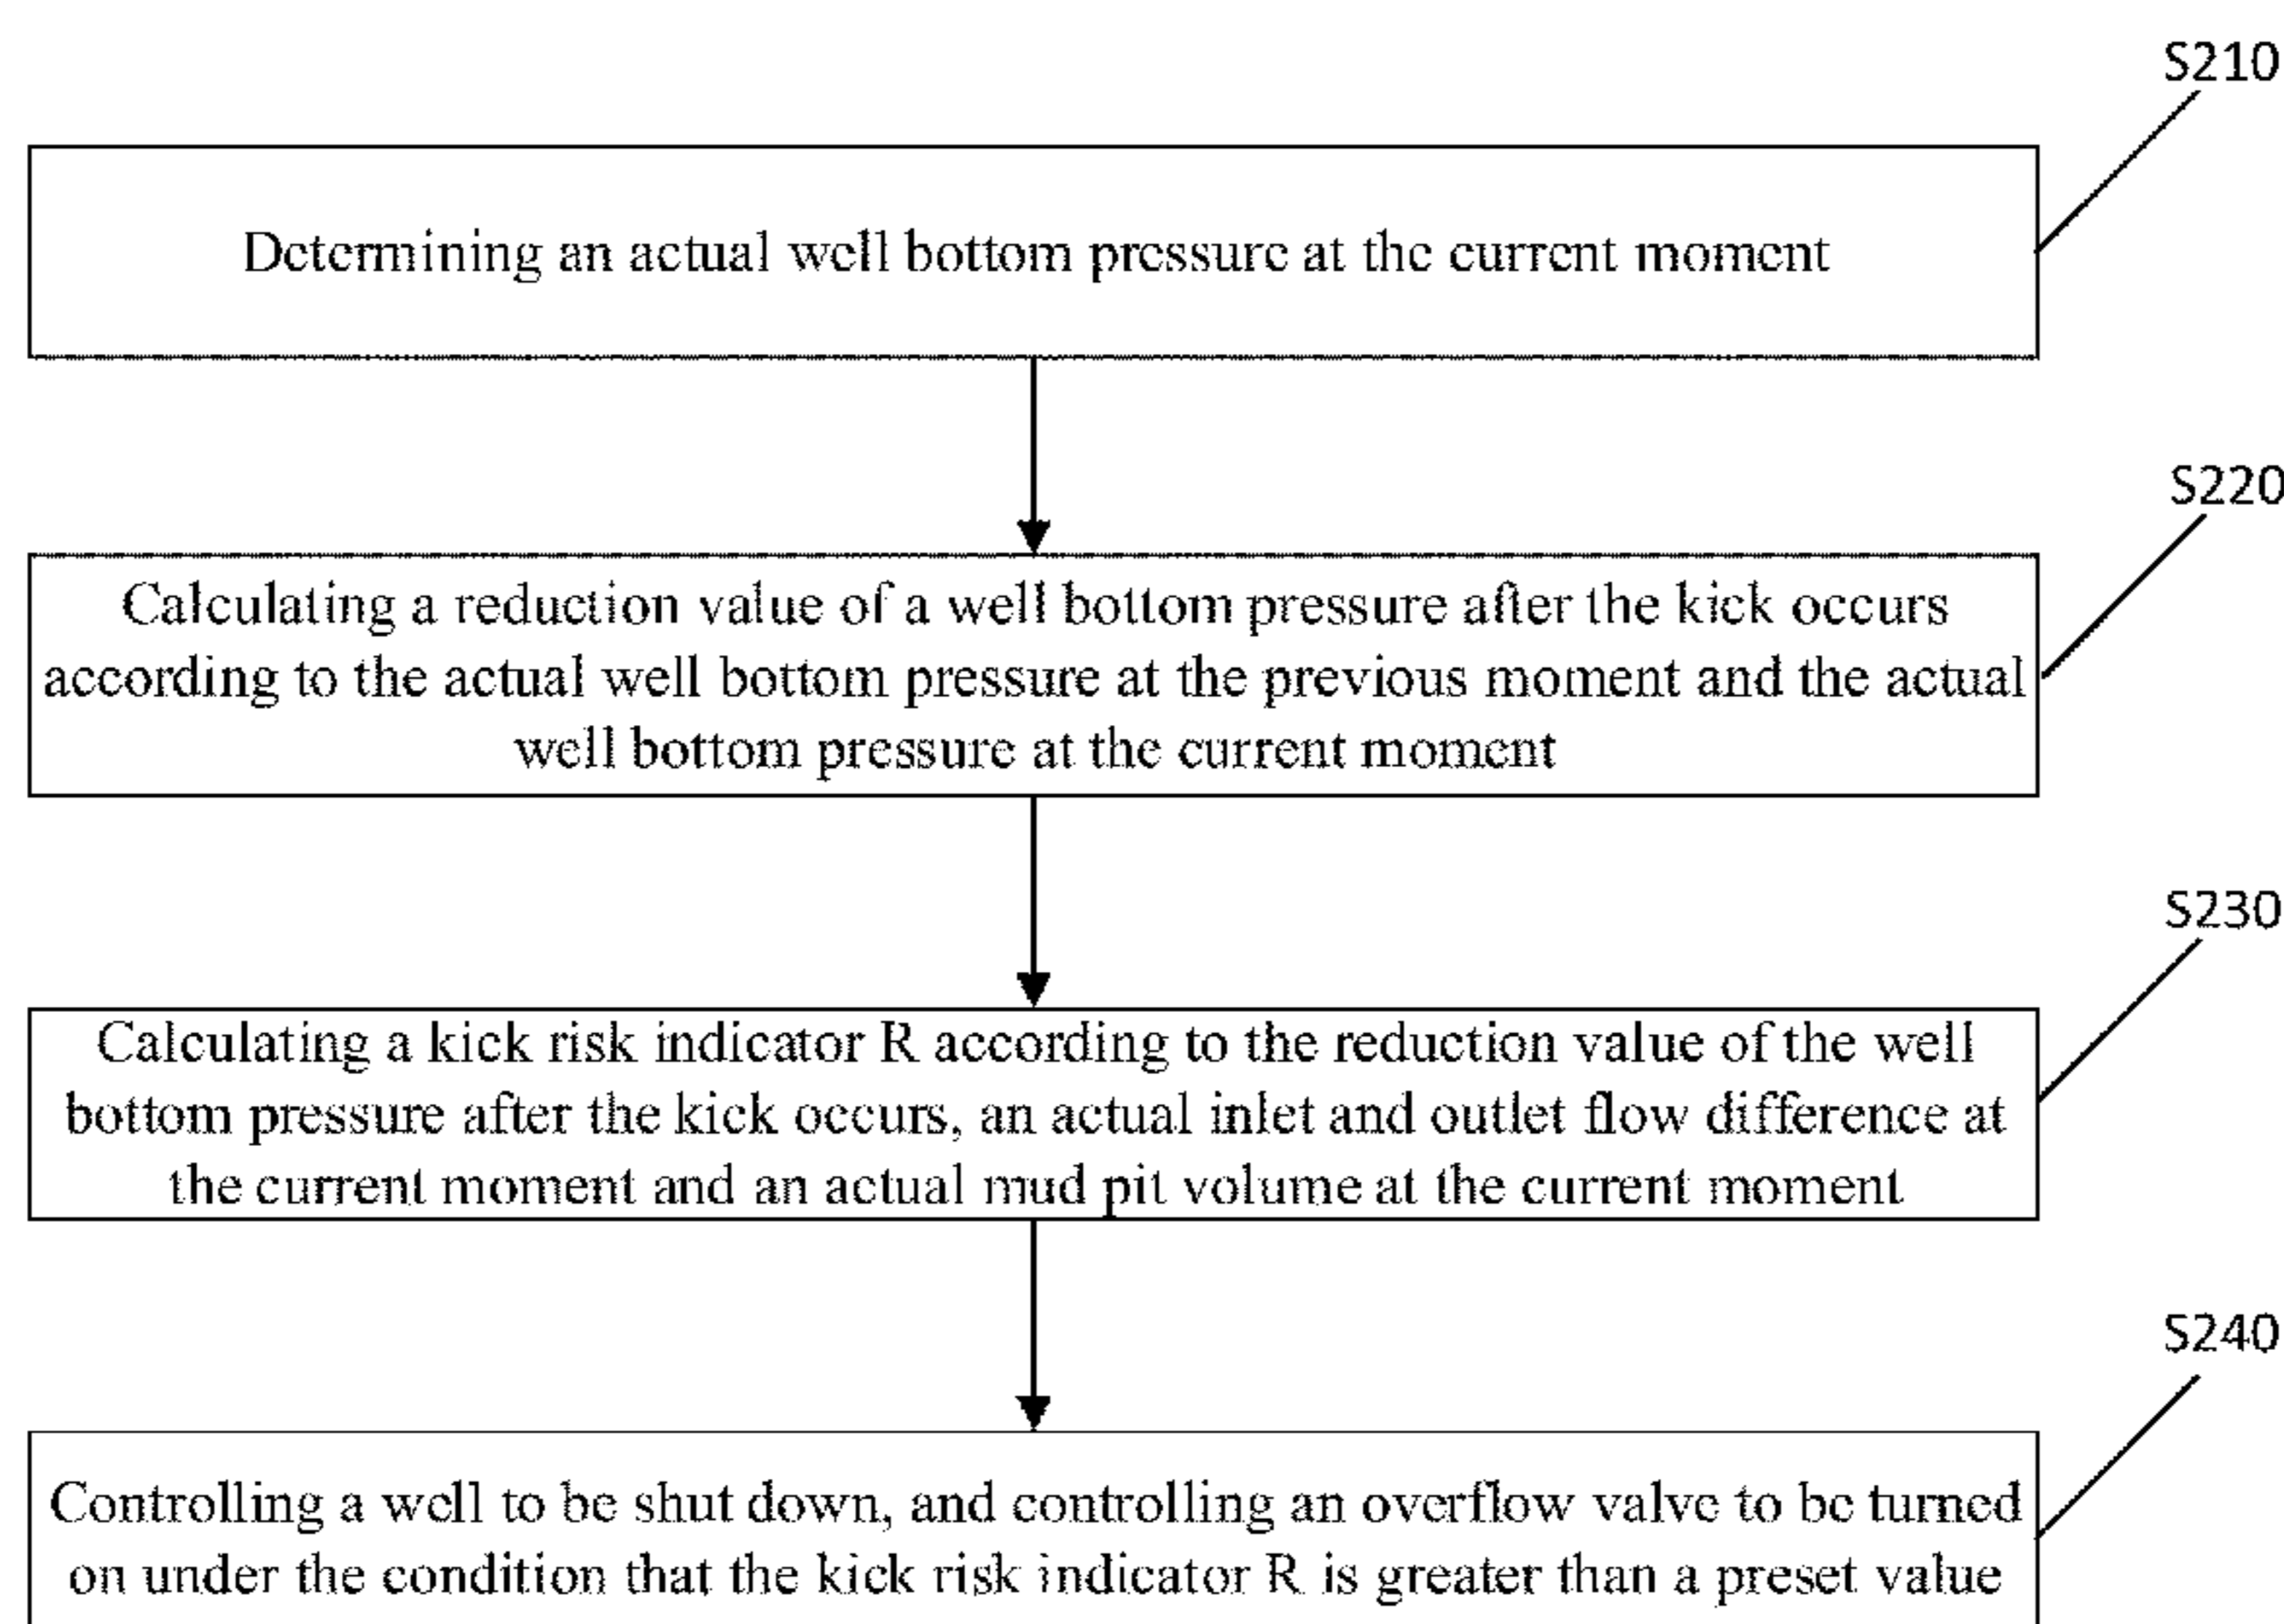 S210
Determining an actual well bottom pressure at the current moment
S220
Calculating a reduction value of a well bottom pressure after the kick occurs
according to the actual well bottom pressure at the previous moment and the actual
well bottom pressure at the current moment
S230
Calculating a kick risk indicator R according to the reduction value of the well
bottom pressure after the kick occurs, an actual inlet and outlet flow difference at
the current moment and an actual mud pit volume at the current moment
S240
Controlling a well to be shut down, and controlling an overflow valve to be turned
on under the condition that the kick risk indicator R is greater than a preset value